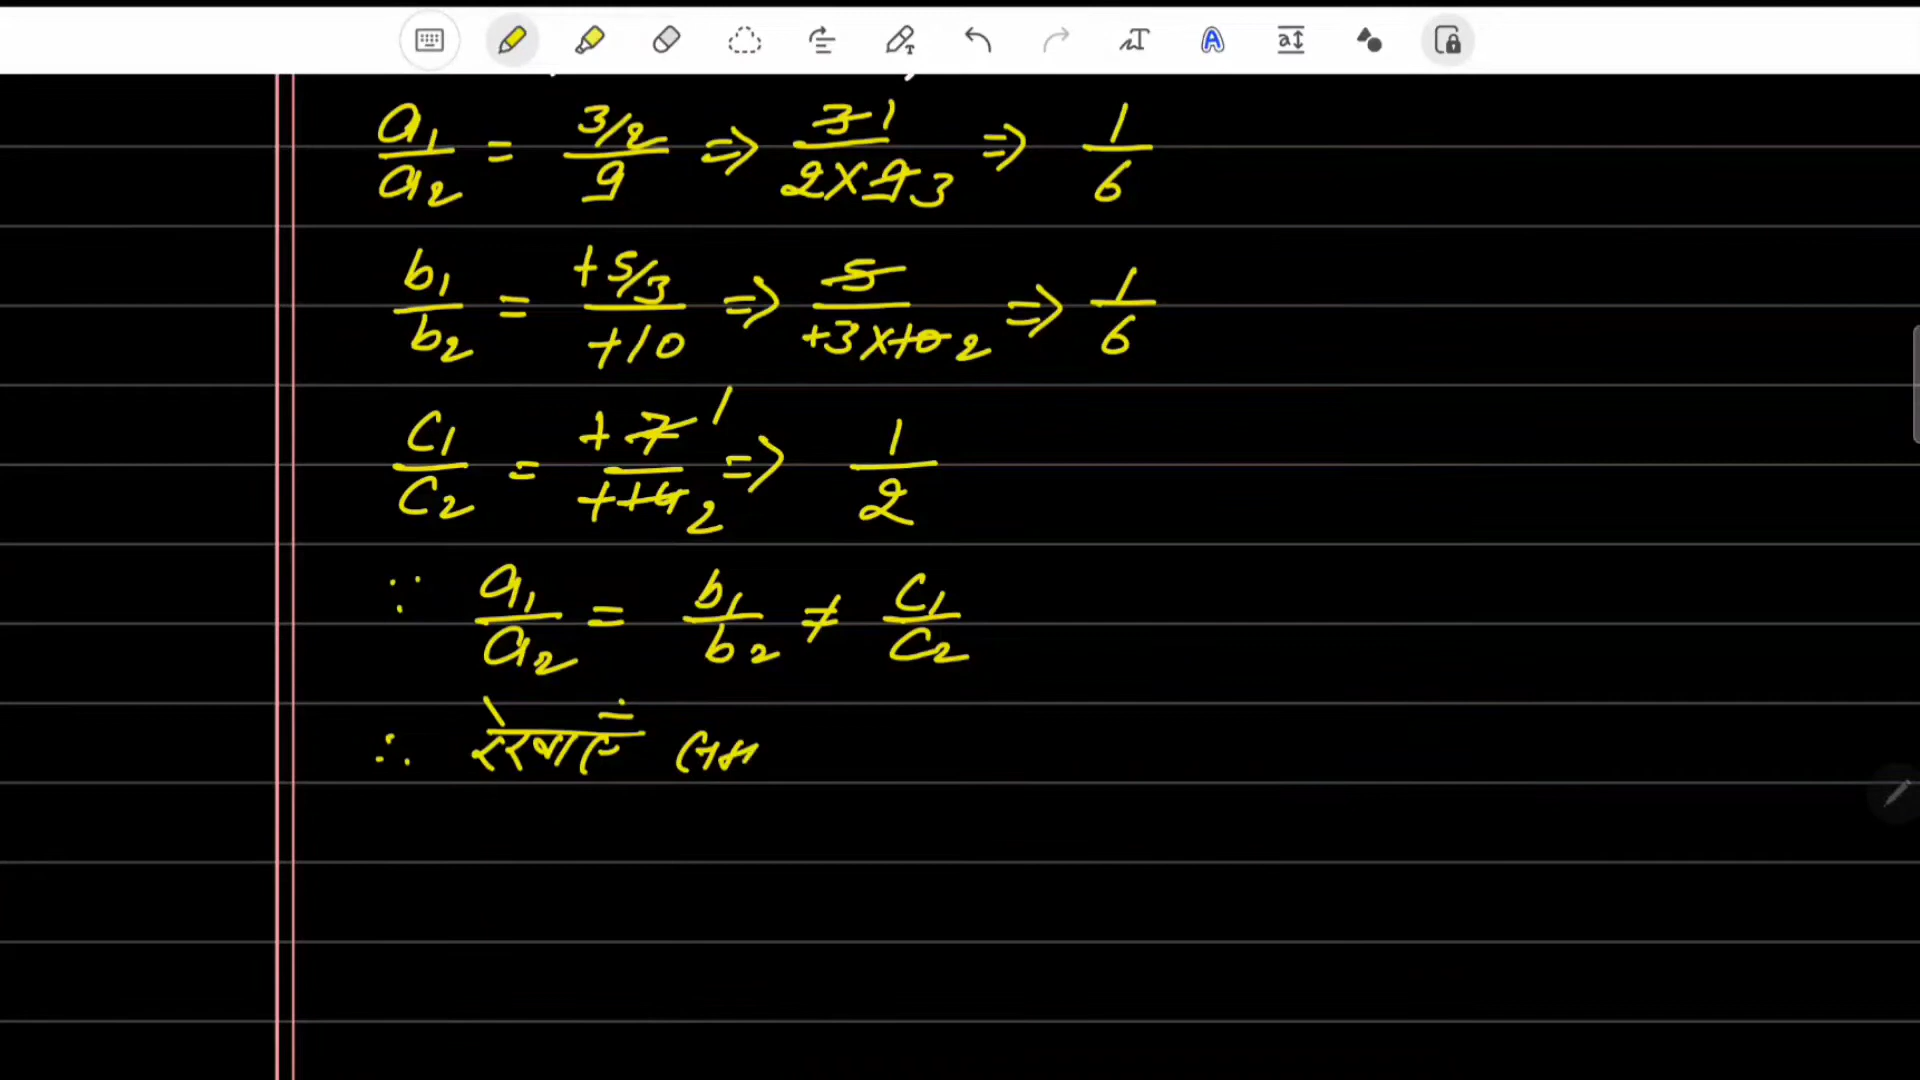 a₁/a₂ = 3/2/9 ⇒ 3 1/2×9 3 ⇒ 1/6
b₁/b₂ = +5/3/+10 ⇒ 5/+3×10 2 ⇒ 1/6
c₁/c₂ = +7 1/+14 2 ⇒ 1/2
∵ a₁/a₂ = b₁/b₂ ≠ c₁/c₂
∴ रेखाएं